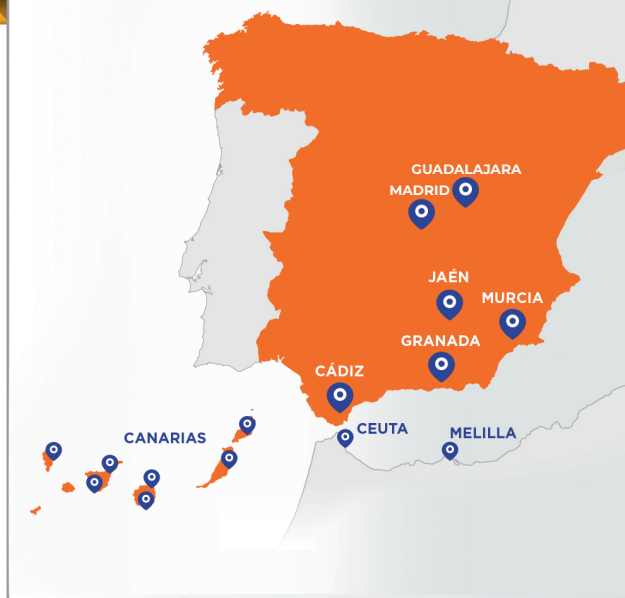 GUADALAJARA
MADRID
JAÉN
MURCIA
GRANADA
CÁDIZ
CEUTA
MELILLA
CANARIAS